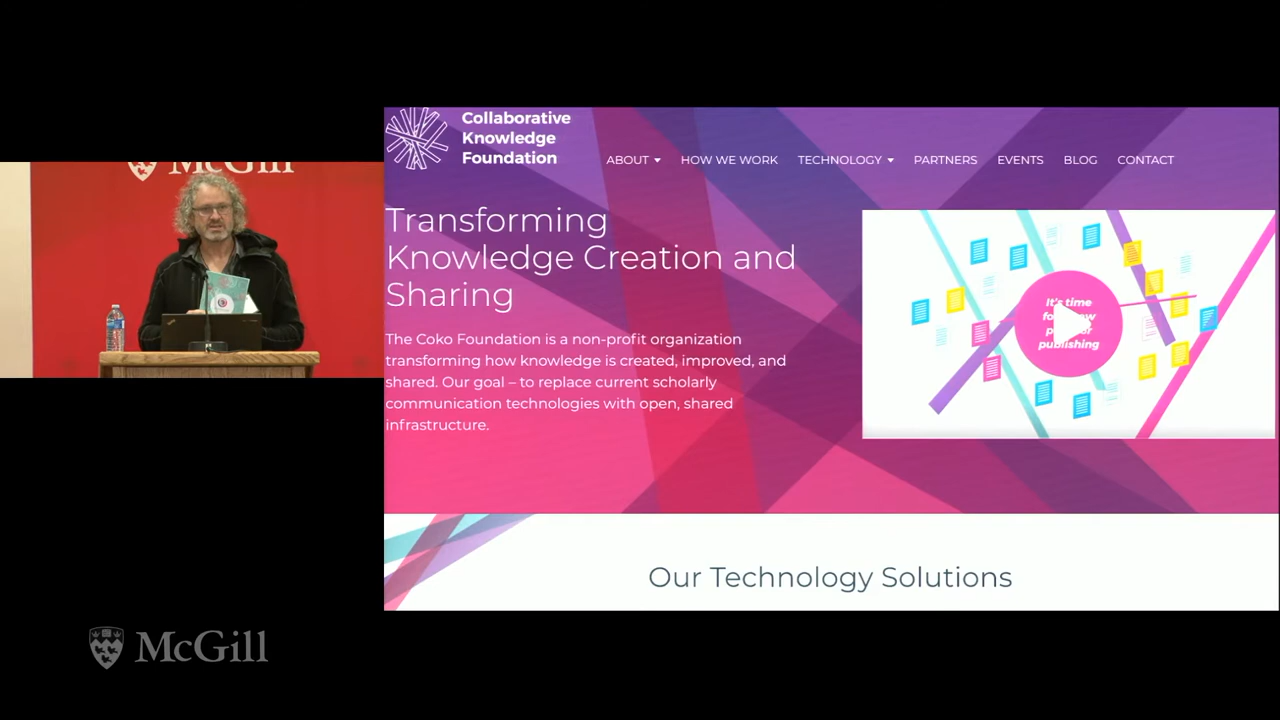 McGill
Collaborative
Knowledge
Foundation
ABOUT
HOW WE WORK
TECHNOLOGY
PARTNERS
EVENTS
BLOG
CONTACT
Transforming
Knowledge Creation and
Sharing
The Coko Foundation is a non-profit organization
transforming how knowledge is created, improved, and
shared. Our goal – to replace current scholarly
communication technologies with open, shared
infrastructure.
It's time
publishing
Our Technology Solutions
McGill